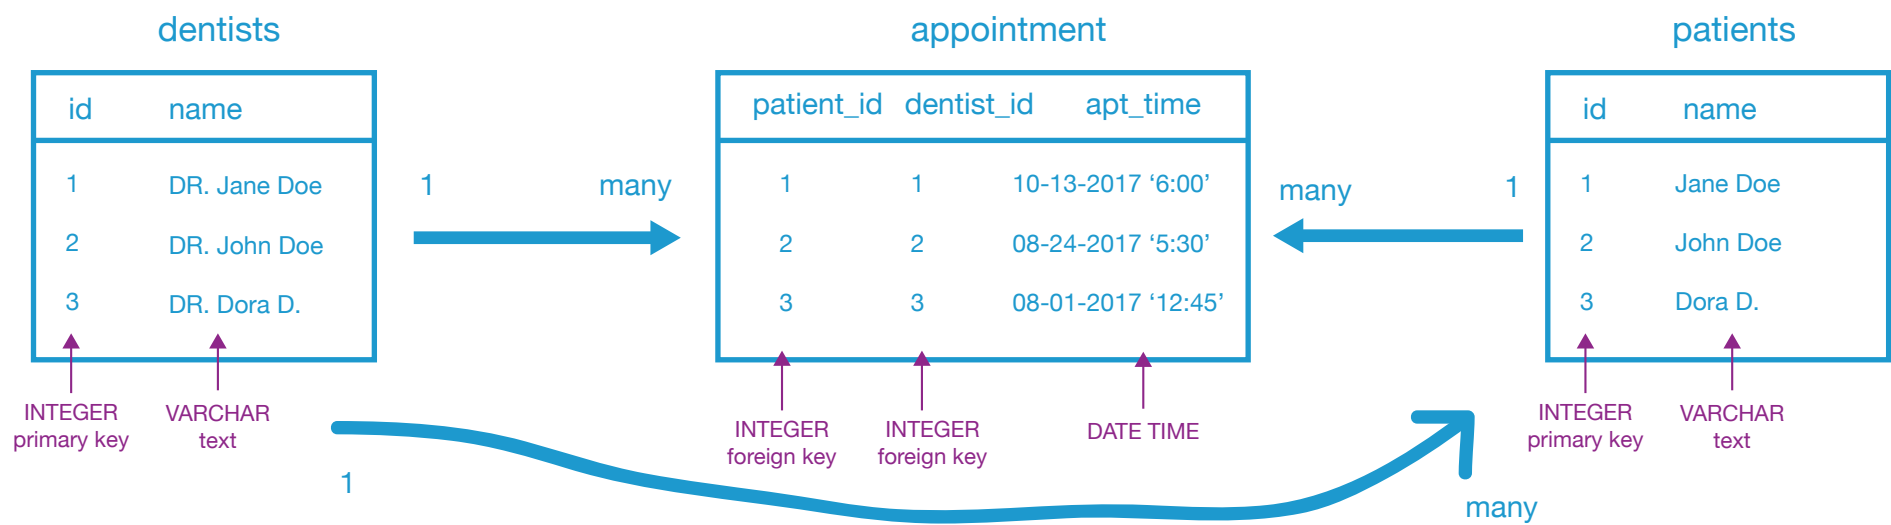 dentists
id name
1 DR. Jane Doe
2 DR. John Doe
3 DR. Dora D.
INTEGER
primary key
VARCHAR
text
1 many
appointment
patient_id dentist_id apt_time
1 1 10-13-2017 ‘6:00’
2 2 08-24-2017 ‘5:30’
3 3 08-01-2017 ‘12:45’
INTEGER
foreign key
INTEGER
foreign key
DATE TIME
many 1
patients
id name
1 Jane Doe
2 John Doe
3 Dora D.
INTEGER
primary key
VARCHAR
text
1
many